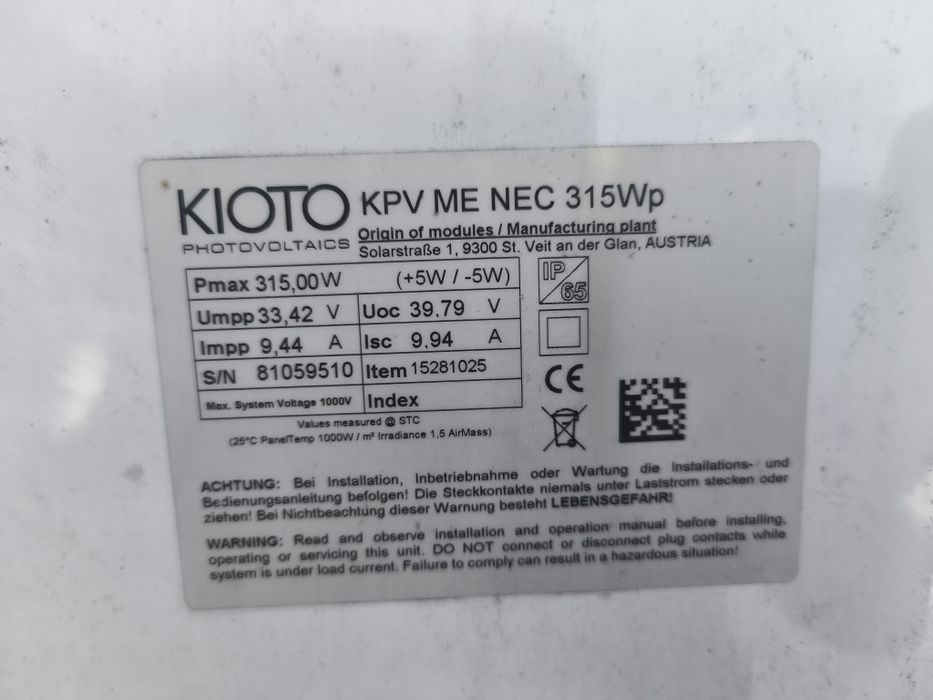 KIOTO
PHOTOVOLTAICS
KPV ME NEC 315Wp
Origin of modules / Manufacturing plant
Solarstraße 1, 9300 St. Veit an der Glan, AUSTRIA
Pmax 315,00 W (+5W / -5W)
Umpp 33,42 V Uoc 39.79 V
Impp 9,44 A Isc 9.94 A
S/N 81059510 Item 15281025
Max. System Voltage 1000V Index
IP
65
CE
Values measured @ STC
(25°C PanelTemp 1000W / m² Irradiance 1,5 AirMass)
ACHTUNG: Bei Installation, Inbetriebnahme oder Wartung die Installations- und
Bedienungsanleitung befolgen! Die Steckkontakte niemals unter Laststrom stecken oder
ziehen! Bei Nichtbeachtung dieser Warnung besteht LEBENSGEFAHR!
WARNING: Read and observe installation and operation manual before installing,
operating or servicing this unit. DO NOT connect or disconnect plug contacts while
system is under load current. Failure to comply can result in a hazardous situation!